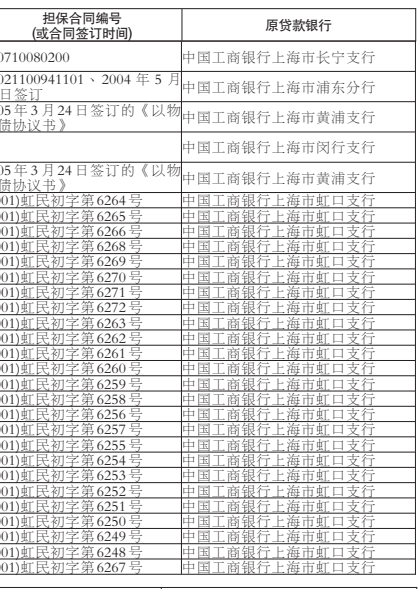 担保合同编号
(或合同签订时间)
原贷款银行
0710080200
中国工商银行上海市长宁支行
021100941101、2004 年 5 月
日签订
中国工商银行上海市浦东分行
05年3月24日签订的《以物
债协议书》
中国工商银行上海市黄浦支行
中国工商银行上海市闵行支行
05年3月24日签订的《以物
债协议书》
中国工商银行上海市黄浦支行
001)虹民初字第6264号 中国工商银行上海市虹口支行
001)虹民初字第6265号 中国工商银行上海市虹口支行
001)虹民初字第6266号 中国工商银行上海市虹口支行
001)虹民初字第6268号 中国工商银行上海市虹口支行
001)虹民初字第6269号 中国工商银行上海市虹口支行
001)虹民初字第6270号 中国工商银行上海市虹口支行
001)虹民初字第6271号 中国工商银行上海市虹口支行
001)虹民初字第6272号 中国工商银行上海市虹口支行
001)虹民初字第6263号 中国工商银行上海市虹口支行
001)虹民初字第6262号 中国工商银行上海市虹口支行
001)虹民初字第6261号 中国工商银行上海市虹口支行
001)虹民初字第6260号 中国工商银行上海市虹口支行
001)虹民初字第6259号 中国工商银行上海市虹口支行
001)虹民初字第6258号 中国工商银行上海市虹口支行
001)虹民初字第6256号 中国工商银行上海市虹口支行
001)虹民初字第6257号 中国工商银行上海市虹口支行
001)虹民初字第6255号 中国工商银行上海市虹口支行
001)虹民初字第6254号 中国工商银行上海市虹口支行
001)虹民初字第6253号 中国工商银行上海市虹口支行
001)虹民初字第6252号 中国工商银行上海市虹口支行
001)虹民初字第6251号 中国工商银行上海市虹口支行
001)虹民初字第6250号 中国工商银行上海市虹口支行
001)虹民初字第6249号 中国工商银行上海市虹口支行
001)虹民初字第6248号 中国工商银行上海市虹口支行
001)虹民初字第6267号 中国工商银行上海市虹口支行